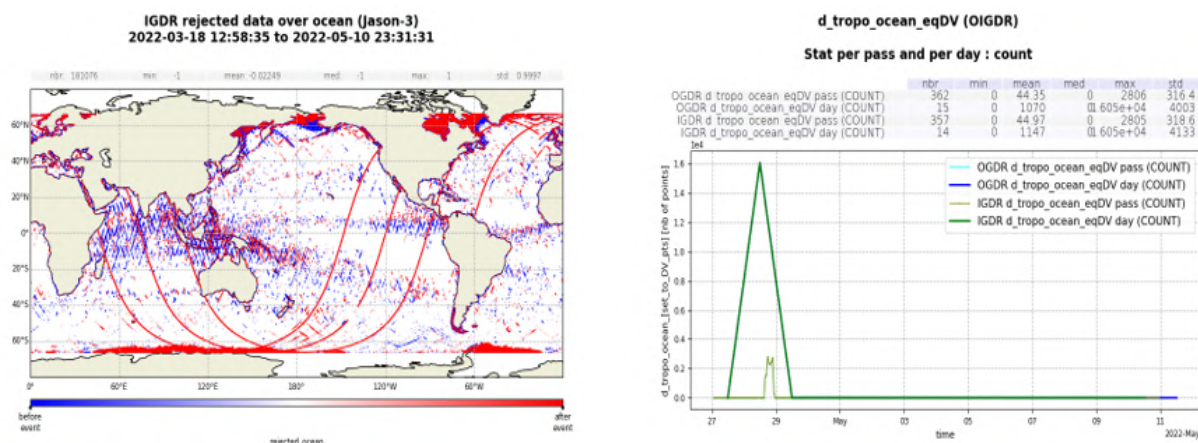 IGDR rejected data over ocean (Jason-3)
2022-03-18 12:58:35 to 2022-05-10 23:31:31
nbr: 181076 min: -1 mean -0.02249 med: -1 max: 1 std: 0.9997
60°N
40°N
20°N
0°
20°S
40°S
60°S
0° 60°E 120°E 180° 120°W 60°W
before event after event
rejected_ocean
d_tropo_ocean_eqDV (OIGDR)
Stat per pass and per day : count
nbr min mean med max std
OGDR d_tropo_ocean_eqDV pass (COUNT) 362 0 44.35 0 2806 316.4
OGDR d_tropo_ocean_eqDV day (COUNT) 15 0 1070 0 1.605e+04 4003
IGDR d_tropo_ocean_eqDV pass (COUNT) 357 0 44.97 0 2805 318.6
IGDR d_tropo_ocean_eqDV day (COUNT) 14 0 1147 0 1.605e+04 4133
1e4
OGDR d_tropo_ocean_eqDV pass (COUNT)
OGDR d_tropo_ocean_eqDV day (COUNT)
IGDR d_tropo_ocean_eqDV pass (COUNT)
IGDR d_tropo_ocean_eqDV day (COUNT)
d_tropo_ocean_[set_to_DV_pts] [nb of points]
1.6
1.4
1.2
1.0
0.8
0.6
0.4
0.2
0.0
27 29 May 03 05 07 09 11
time
2022-May